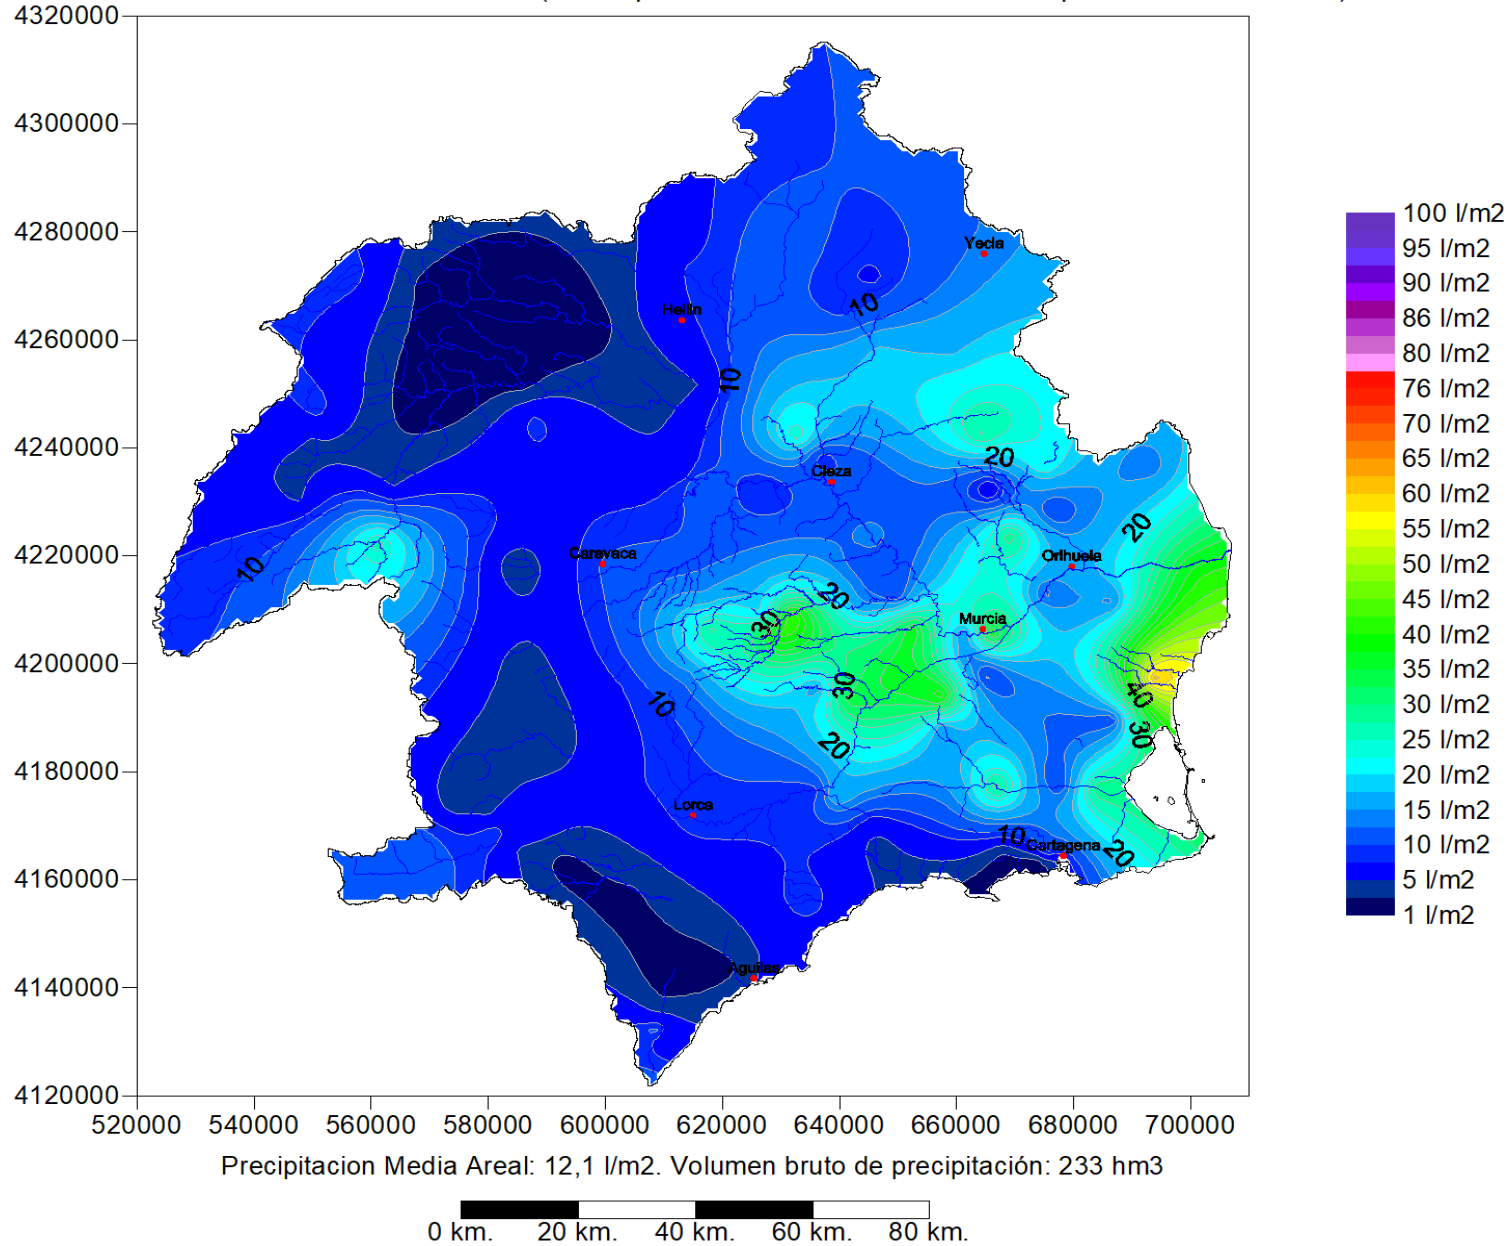 4320000
4300000
4280000
4260000
4240000
4220000
4200000
4180000
4160000
4140000
4120000
520000 540000 560000 580000 600000 620000 640000 660000 680000 700000
Yecla
Hellin
10
10
20
Cieza
20
Caravaca
Orihuela
10
20
30
Murcia
30
40
10
30
20
Lorca
10
Cartagena
20
Aguilas
100 l/m2
95 l/m2
90 l/m2
86 l/m2
80 l/m2
76 l/m2
70 l/m2
65 l/m2
60 l/m2
55 l/m2
50 l/m2
45 l/m2
40 l/m2
35 l/m2
30 l/m2
25 l/m2
20 l/m2
15 l/m2
10 l/m2
5 l/m2
1 l/m2
Precipitacion Media Areal: 12,1 l/m2. Volumen bruto de precipitación: 233 hm3
0 km. 20 km. 40 km. 60 km. 80 km.